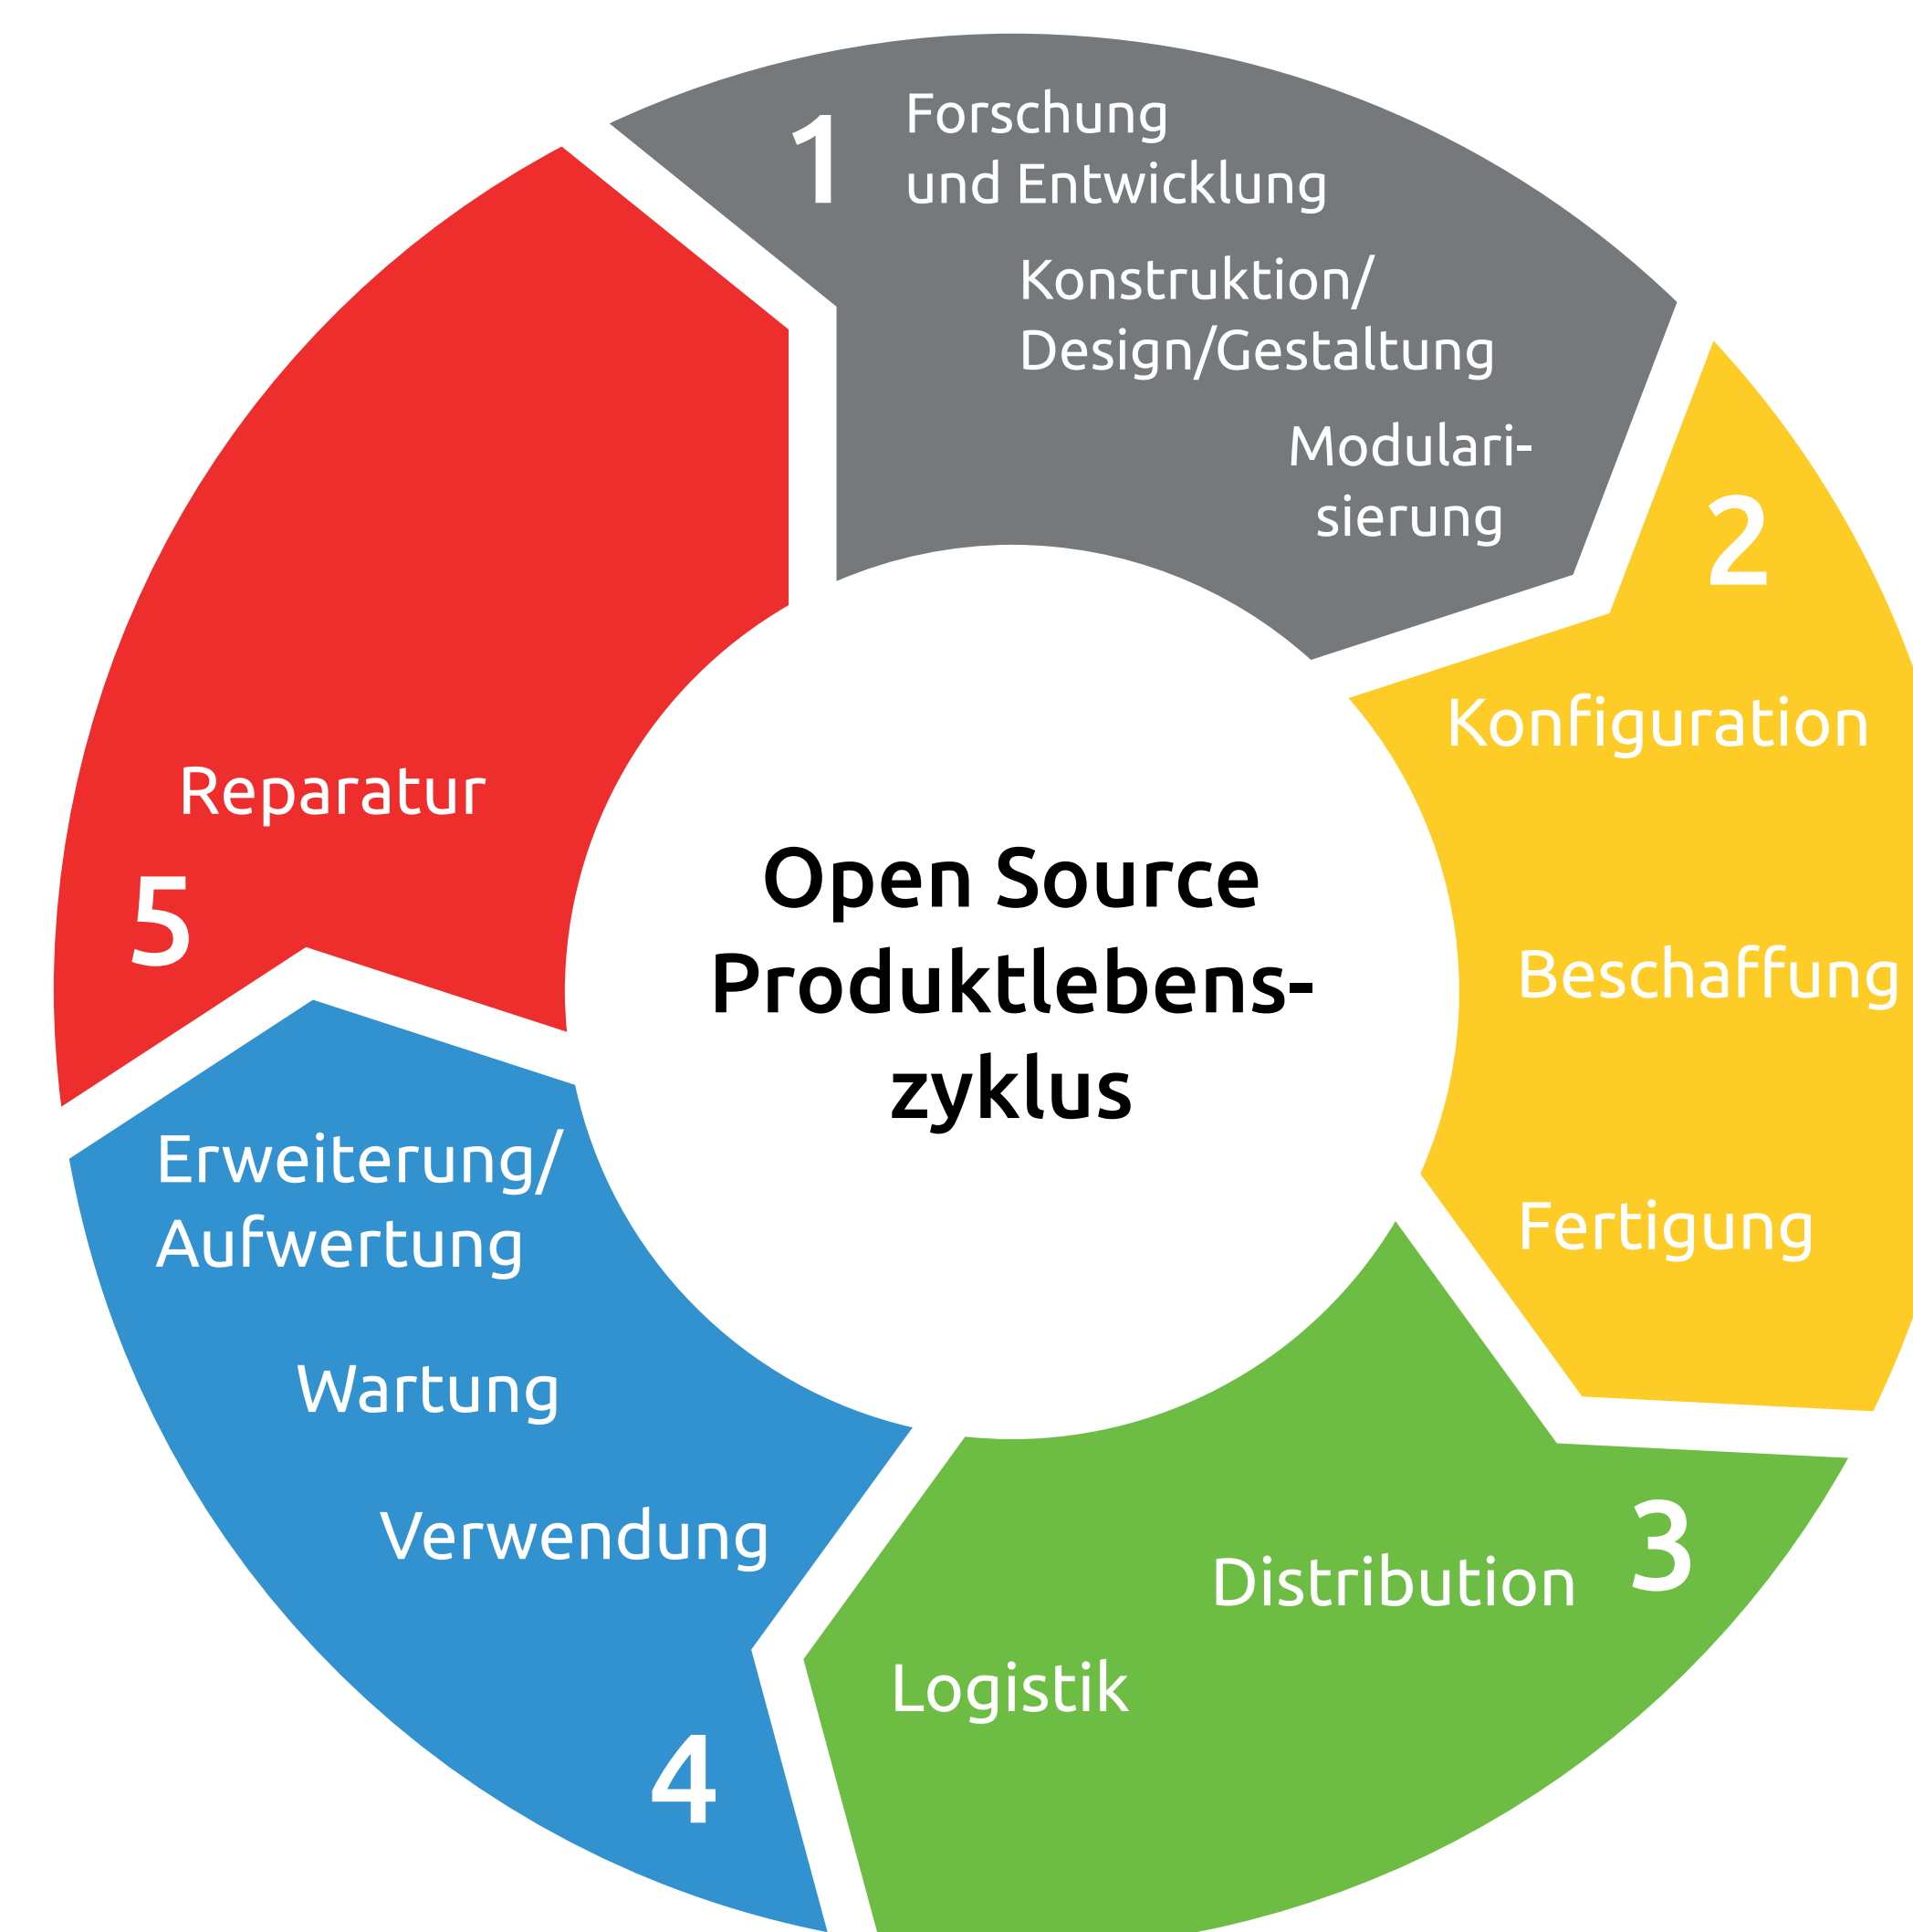 1
Forschung
und Entwicklung
Konstruktion/
Design/Gestaltung
Modulari-
sierung
2
Konfiguration
Beschaffung
Fertigung
3
Distribution
Logistik
4
Verwendung
Wartung
Erweiterung/
Aufwertung
5
Reparatur
Open Source
Produktlebens-
zyklus